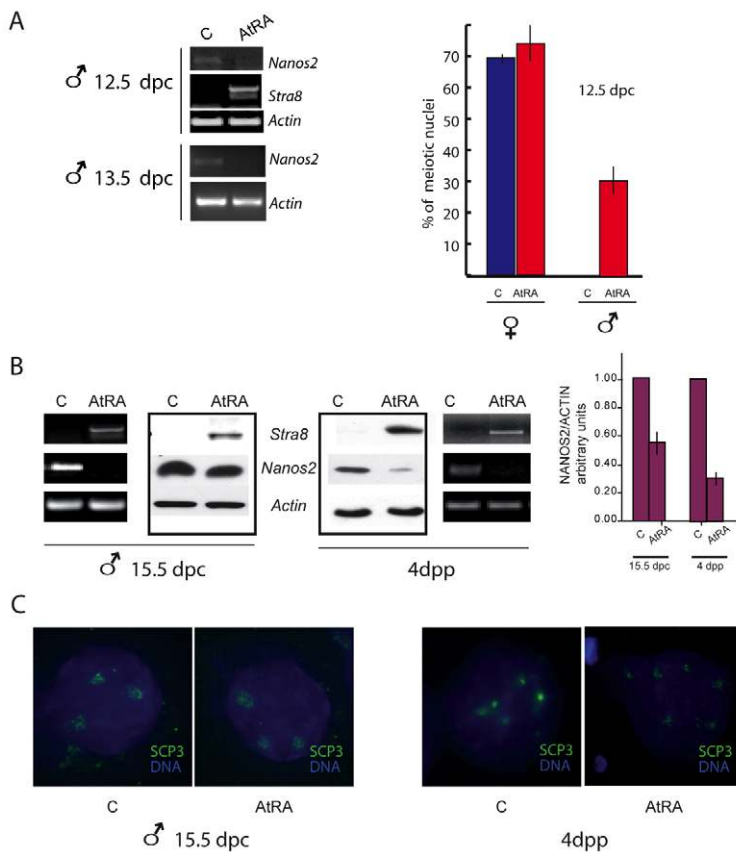 A
C AtRA
♂ 12.5 dpc
Nanos2
Stra8
Actin
♂ 13.5 dpc
Nanos2
Actin
% of meiotic nuclei
70
60
50
40
30
20
10
12.5 dpc
C AtRA C AtRA
♀ ♂
B
C AtRA C AtRA C AtRA C AtRA
Stra8
Nanos2
Actin
♂ 15.5 dpc 4dpp
NANOS2/ACTIN
arbitrary units
1.00
0.80
0.60
0.40
0.20
0.00
C AtRA C AtRA
15.5 dpc 4 dpp
C
SCP3 SCP3 SCP3 SCP3
DNA DNA DNA DNA
C AtRA C AtRA
♂ 15.5 dpc 4dpp